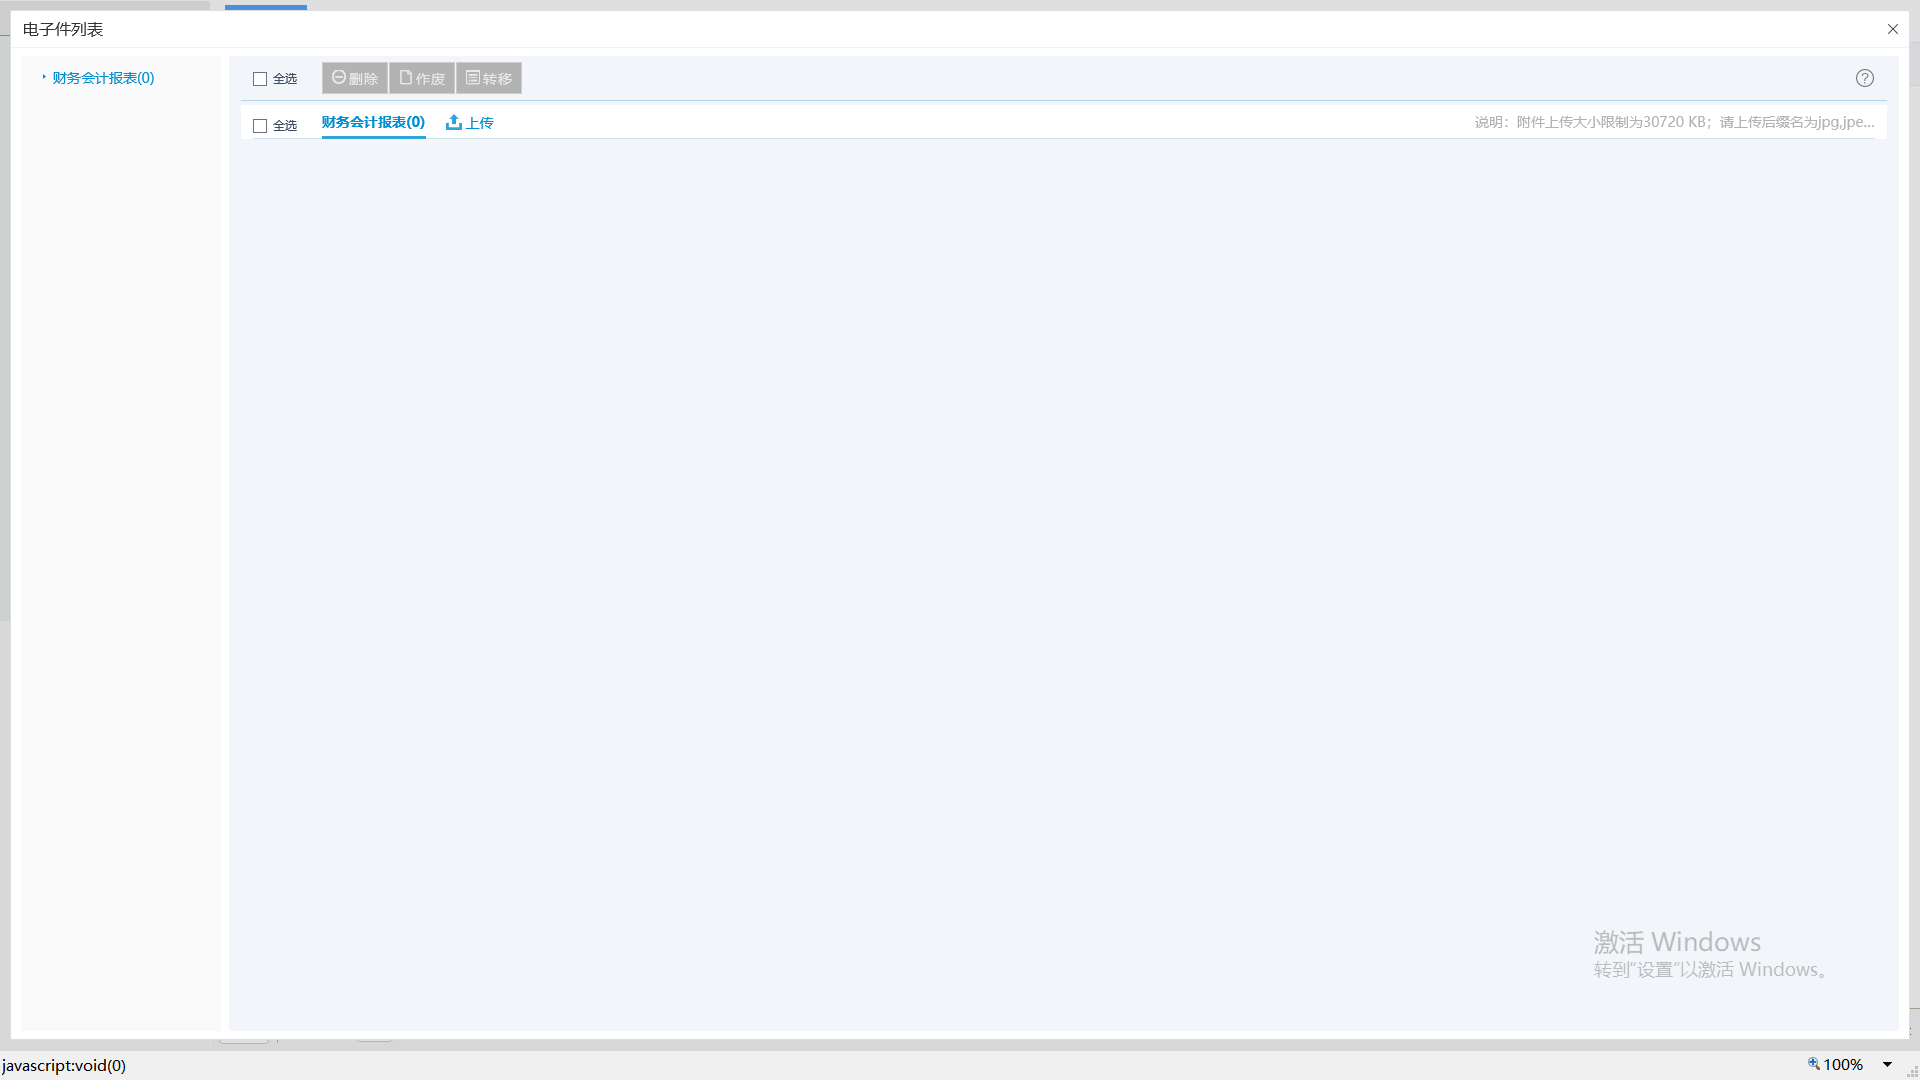 电子件列表
财务会计报表(0)
全选 删除 作废 转移
全选 财务会计报表(0) 上传 说明：附件上传大小限制为30720 KB；请上传后缀名为jpg,jpe...
激活 Windows
转到“设置”以激活 Windows。
javascript:void(0) 100%